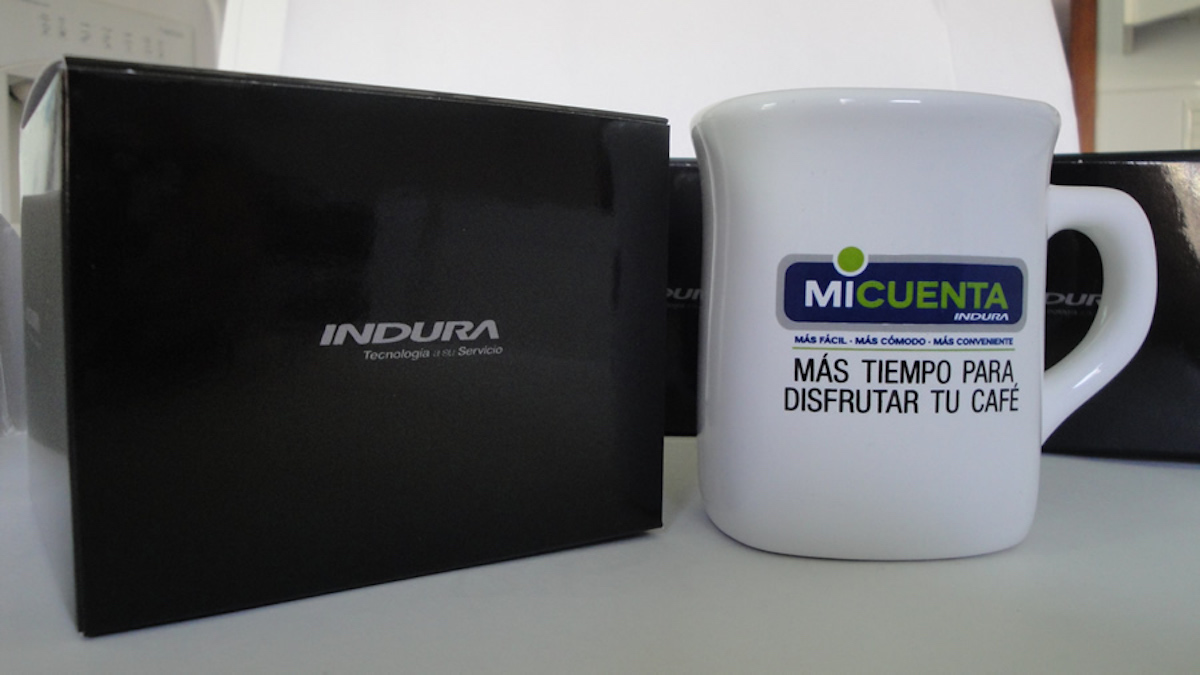 INDURA
Tecnología a su Servicio
MICUENTA
INDURA
MÁS FÁCIL - MÁS CÓMODO - MÁS CONVENIENTE
MÁS TIEMPO PARA
DISFRUTAR TU CAFÉ